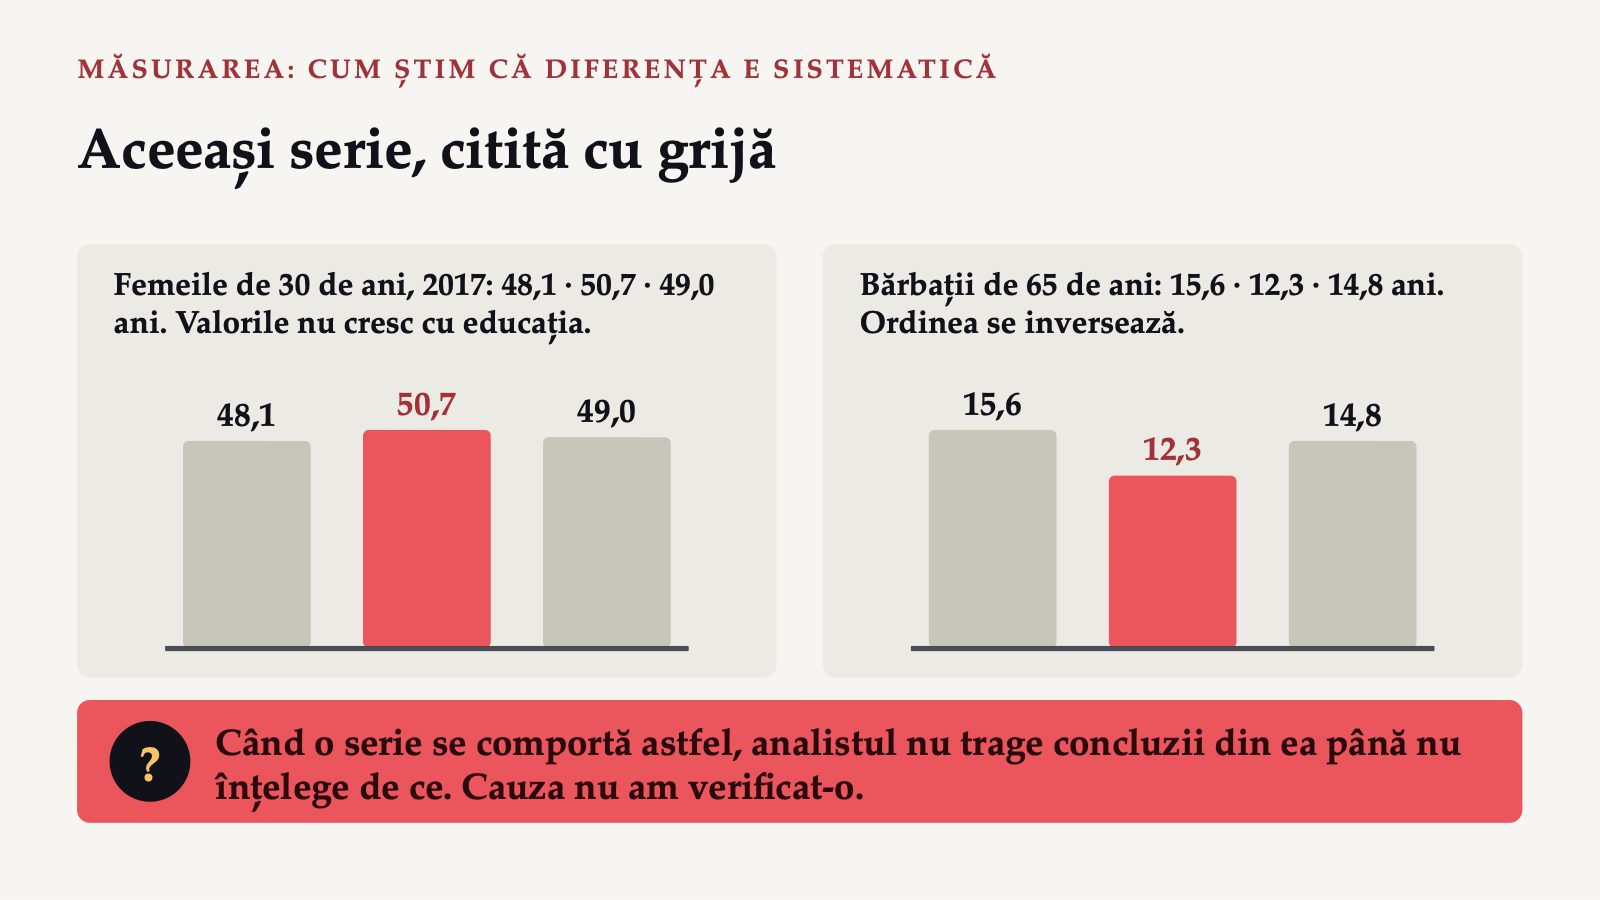 MĂSURAREA: CUM ȘTIM CĂ DIFERENȚA E SISTEMATICĂ
Aceeași serie, citită cu grijă
Femeile de 30 de ani, 2017: 48,1 · 50,7 · 49,0
ani. Valorile nu cresc cu educația.
48,1
50,7
49,0
Bărbații de 65 de ani: 15,6 · 12,3 · 14,8 ani.
Ordinea se inversează.
15,6
12,3
14,8
?
Când o serie se comportă astfel, analistul nu trage concluzii din ea până nu
înțelege de ce. Cauza nu am verificat-o.